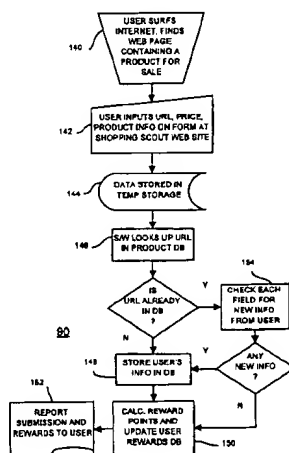 USER SURFS
INTERNET, FINDS
WEB PAGE
CONTAINING A
PRODUCT FOR
SALE
140
USER INPUTS URL, PRICE,
PRODUCT INFO ON FORM AT
SHOPPING SCOUT WEB SITE
142
DATA STORED IN
TEMP STORAGE
144
146
S/W LOOKS UP URL
IN PRODUCT DB
IS
URL ALREADY
IN DB
?
Y
N
154
CHECK EACH
FIELD FOR
NEW INFO
FROM USER
90
ANY
NEW INFO
?
Y
N
148
STORE USER'S
INFO IN DB
152
REPORT
SUBMISSION AND
REWARDS TO USER
CALC. REWARD
POINTS AND
UPDATE USER
REWARDS DB
150